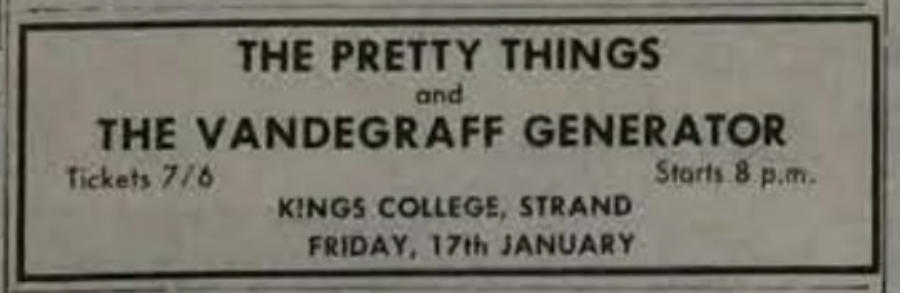 THE PRETTY THINGS
and
THE VANDEGRAFF GENERATOR
Tickets 7/6 Starts 8 p.m.
KINGS COLLEGE, STRAND
FRIDAY, 17th JANUARY